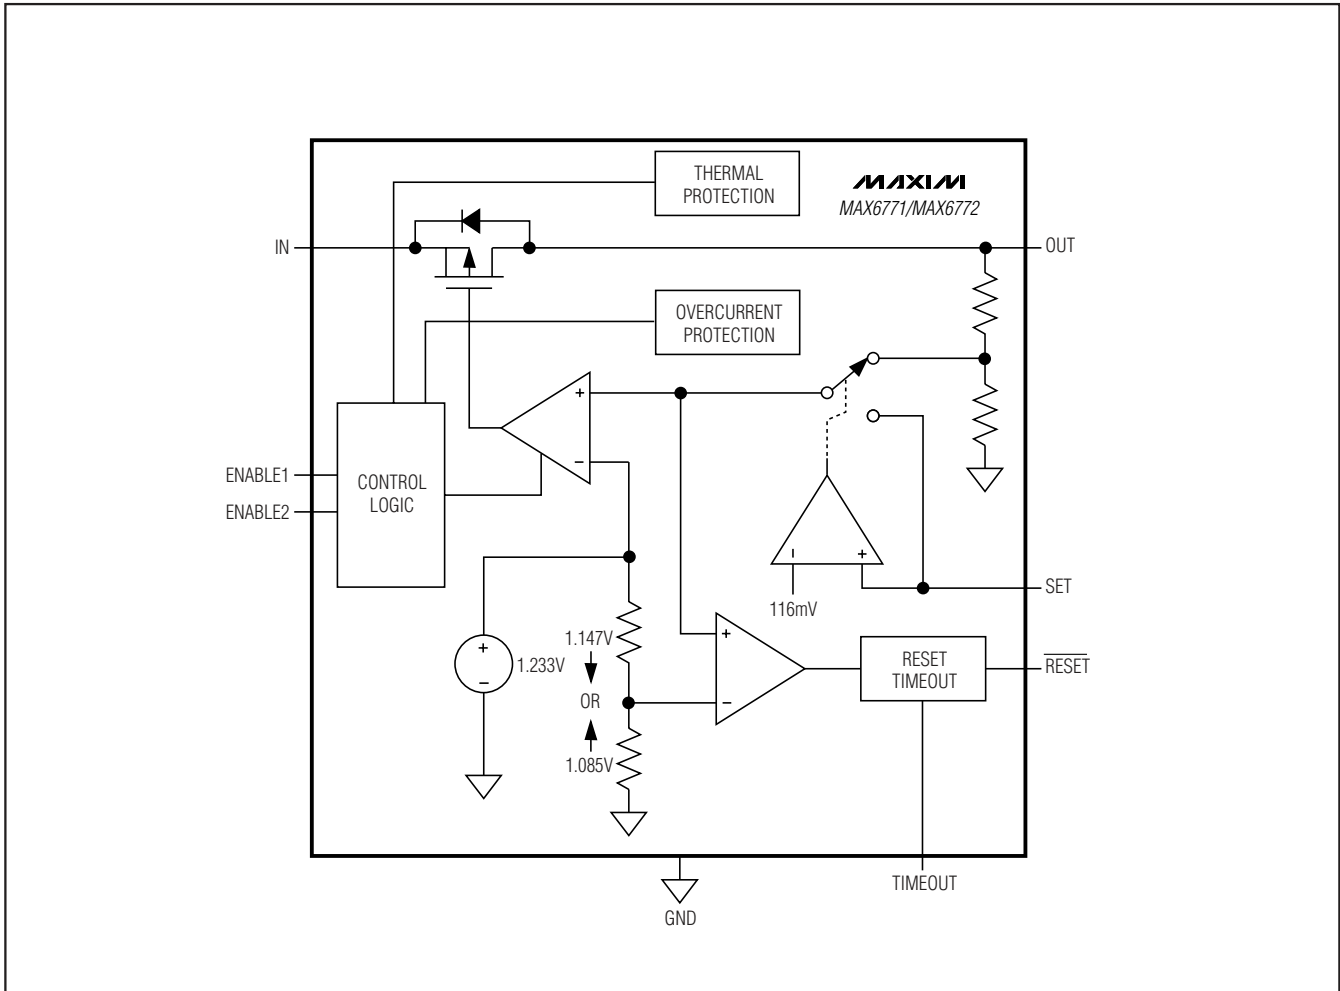 THERMAL
PROTECTION
MAXIM
MAX6771/MAX6772
IN
OUT
OVERCURRENT
PROTECTION
+
−
ENABLE1
ENABLE2
CONTROL
LOGIC
−
+
116mV
SET
+
−
1.233V
1.147V
OR
1.085V
+
−
RESET
TIMEOUT
RESET
TIMEOUT
GND